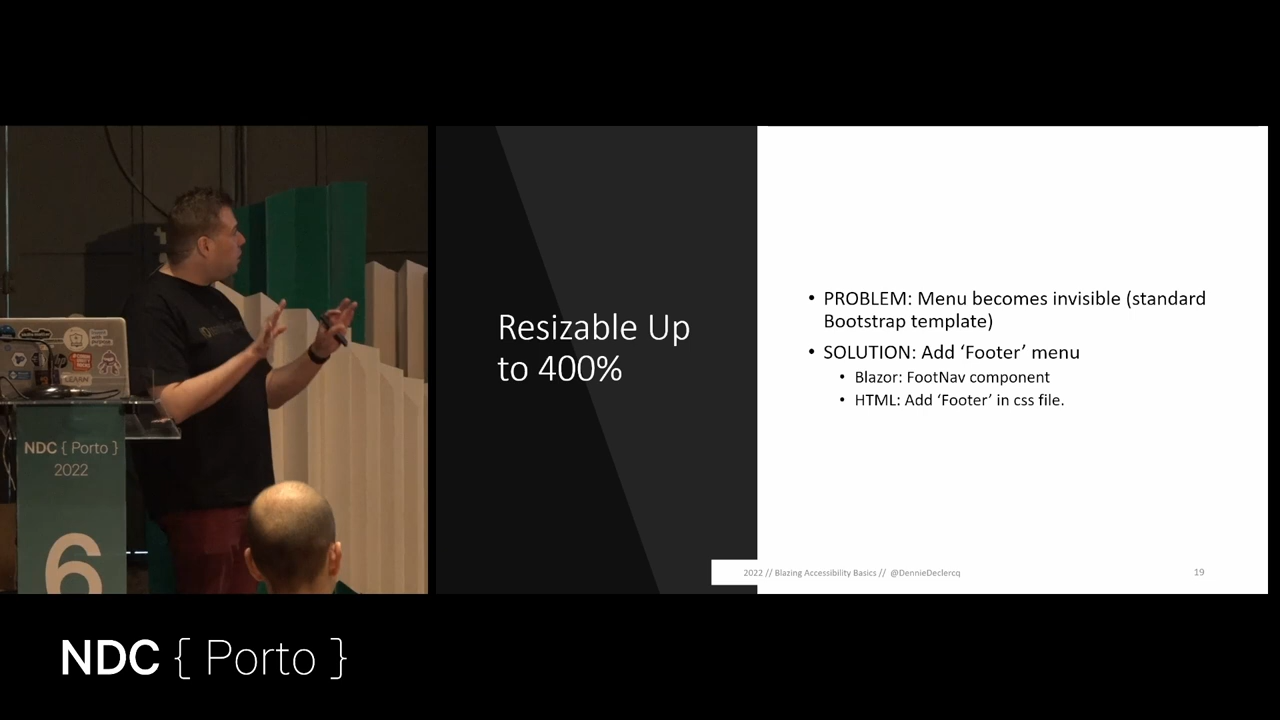 Resizable Up
to 400%
• PROBLEM: Menu becomes invisible (standard
Bootstrap template)
• SOLUTION: Add ‘Footer’ menu
• Blazor: FootNav component
• HTML: Add ‘Footer’ in css file.
2022 // Blazing Accessibility Basics // @DennieDeclercq
19
NDC { Porto }
2022
6
NDC { Porto }